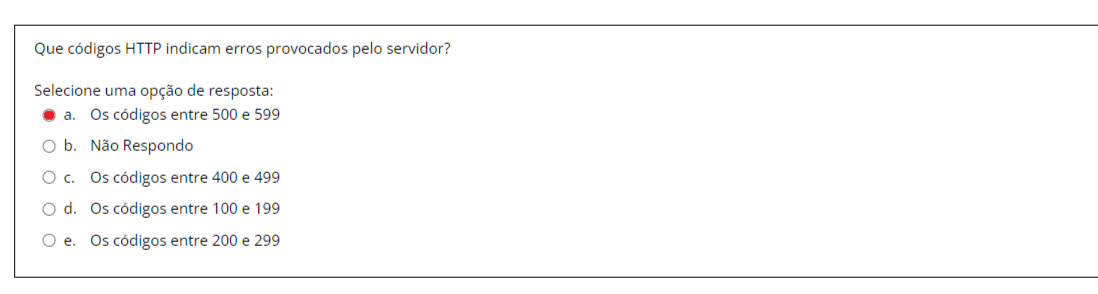 Que códigos HTTP indicam erros provocados pelo servidor?
Selecione uma opção de resposta:
a. Os códigos entre 500 e 599
b. Não Respondo
c. Os códigos entre 400 e 499
d. Os códigos entre 100 e 199
e. Os códigos entre 200 e 299